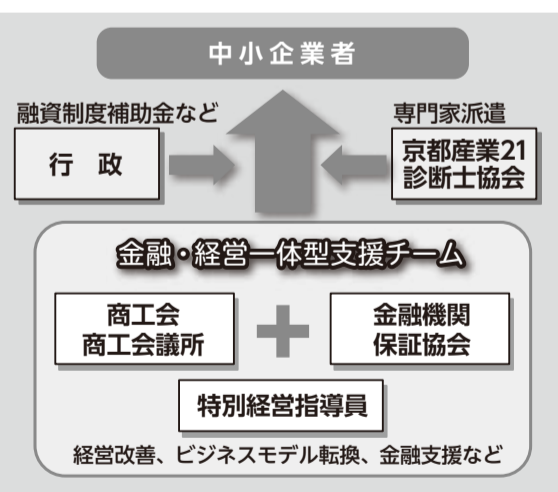 中小企業者
融資制度補助金など
専門家派遣
行 政
京都産業21
診断士協会
金融・経営一体型支援チーム
商工会
商工会議所
金融機関
保証協会
特別経営指導員
経営改善、ビジネスモデル転換、金融支援など